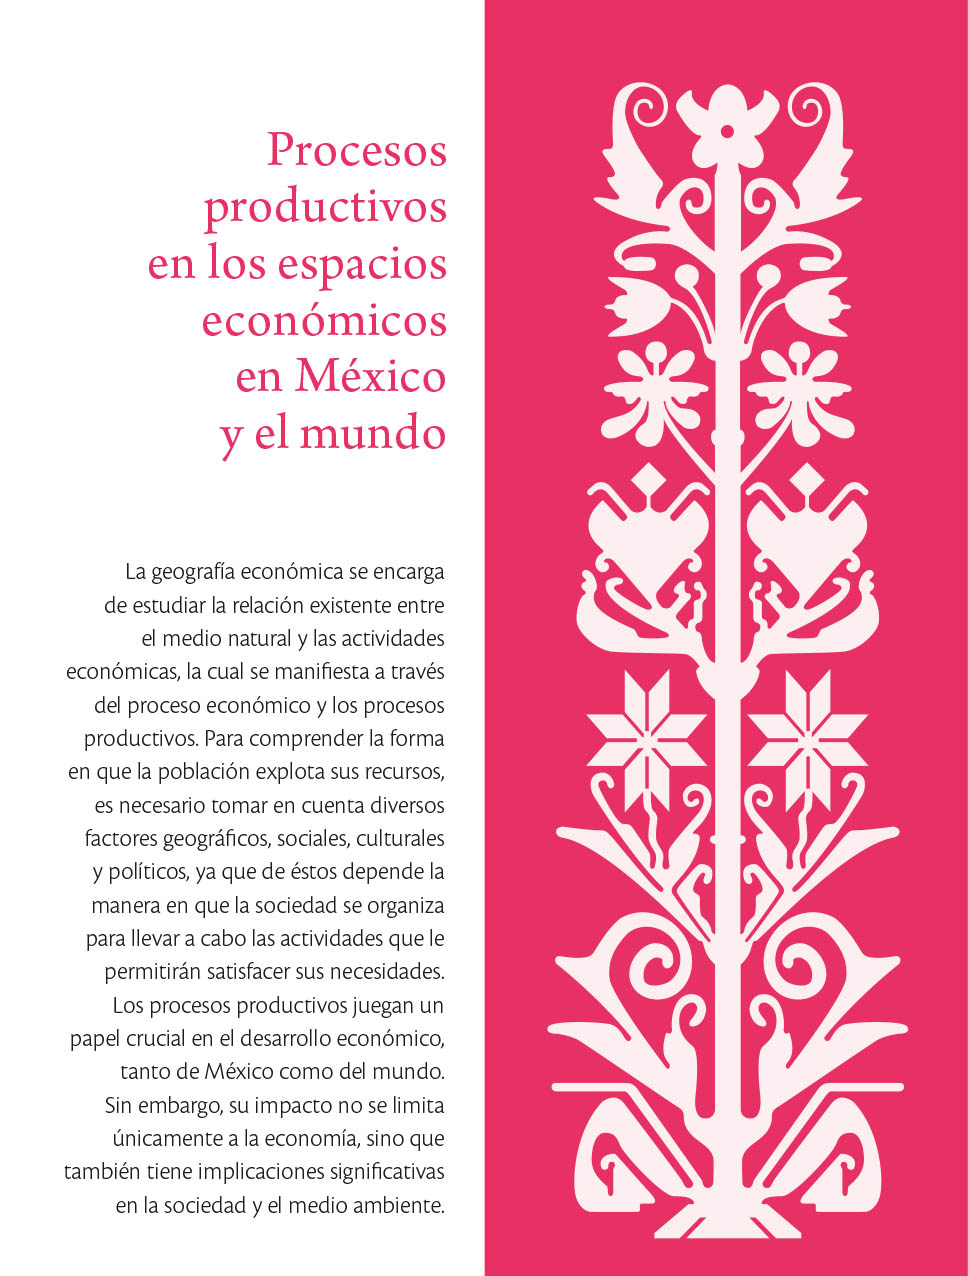 Procesos
productivos
en los espacios
económicos
en México
y el mundo
La geografía económica se encarga
de estudiar la relación existente entre
el medio natural y las actividades
económicas, la cual se manifiesta a través
del proceso económico y los procesos
productivos. Para comprender la forma
en que la población explota sus recursos,
es necesario tomar en cuenta diversos
factores geográficos, sociales, culturales
y políticos, ya que de éstos depende la
manera en que la sociedad se organiza
para llevar a cabo las actividades que le
permitirán satisfacer sus necesidades.
Los procesos productivos juegan un
papel crucial en el desarrollo económico,
tanto de México como del mundo.
Sin embargo, su impacto no se limita
únicamente a la economía, sino que
también tiene implicaciones significativas
en la sociedad y el medio ambiente.